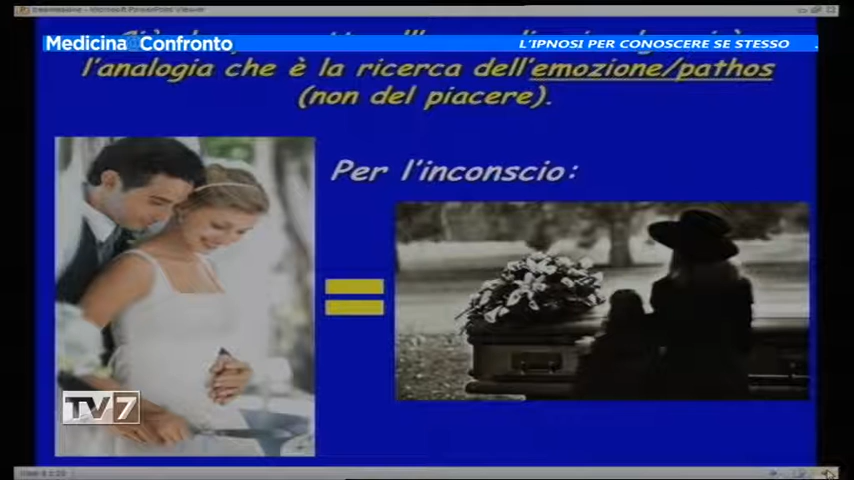 Medicina@Confronto
L'IPNOSI PER CONOSCERE SE STESSO
l'analogia che è la ricerca dell'emozione/pathos
(non del piacere).
Per l'inconscio:
=
TV7